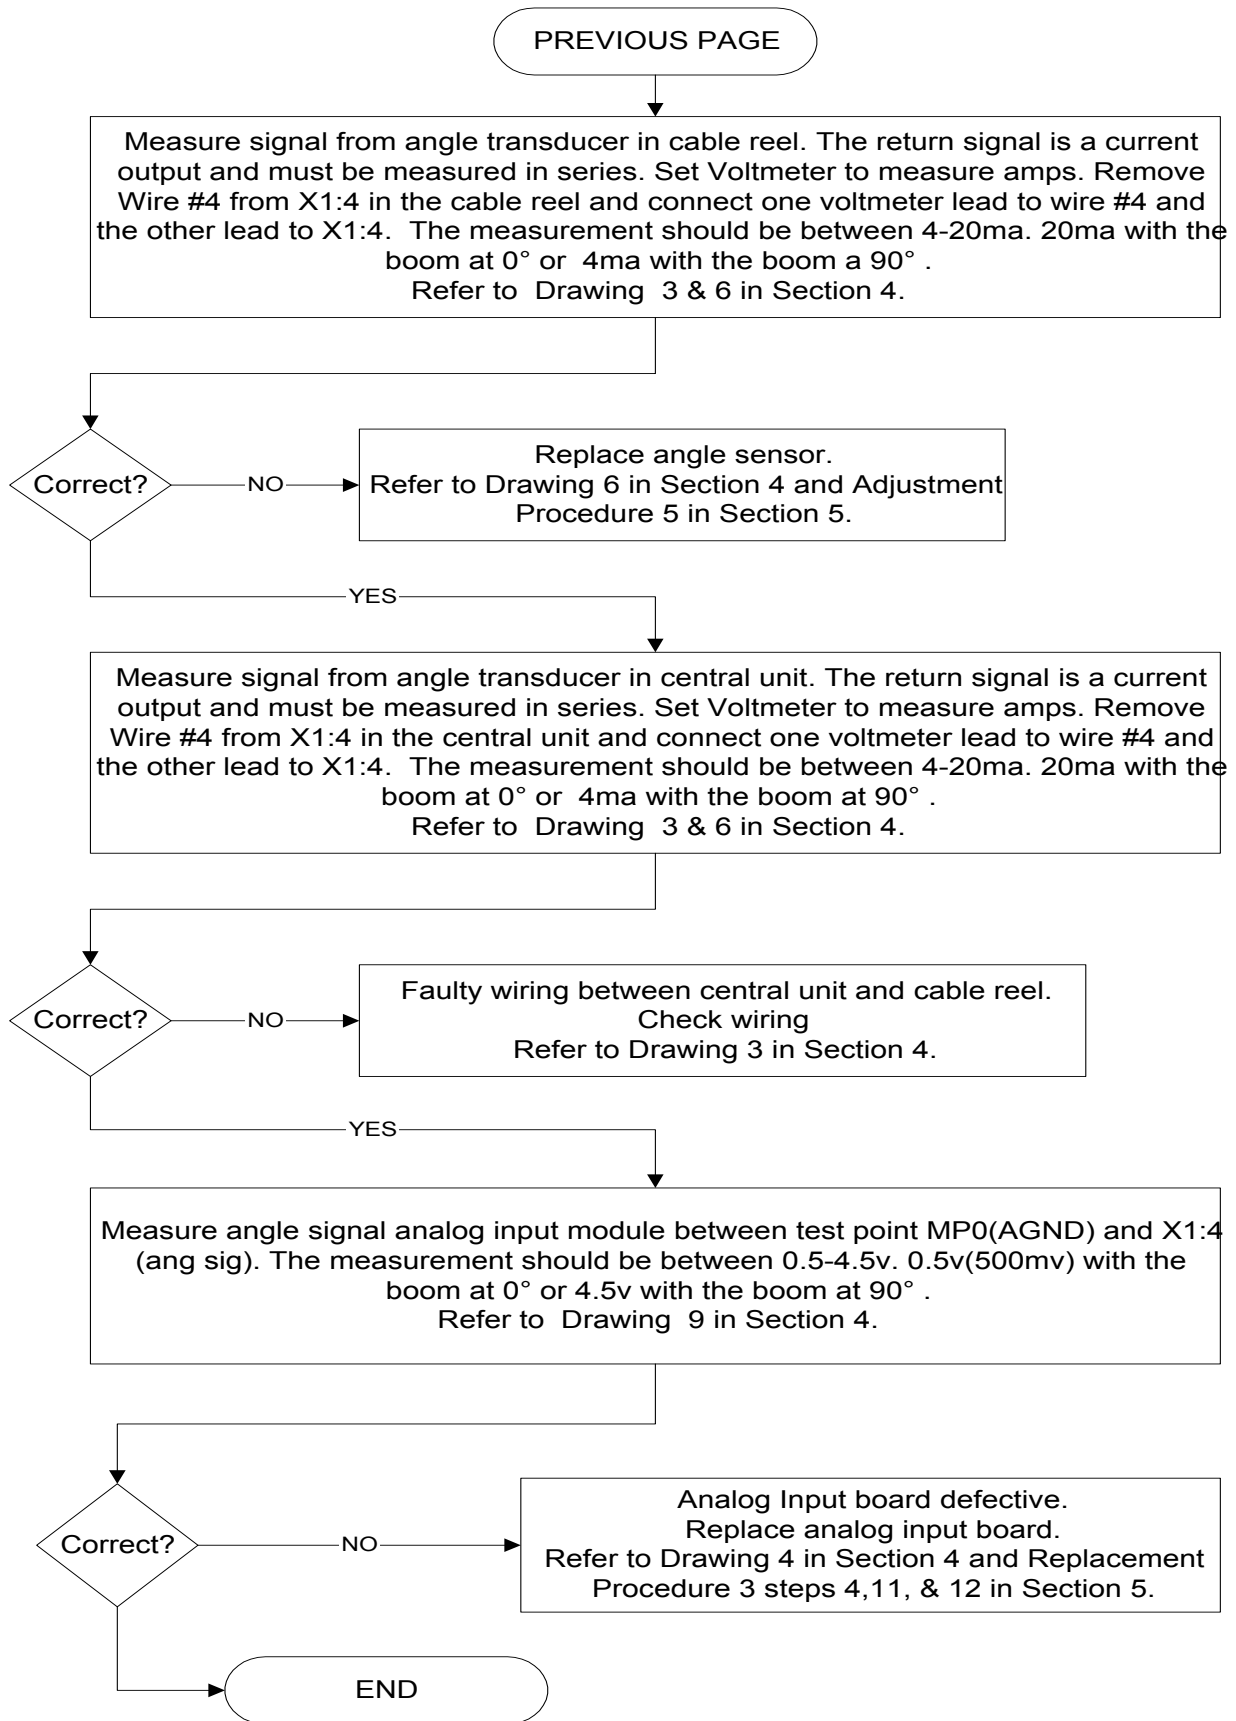 PREVIOUS PAGE
Measure signal from angle transducer in cable reel. The return signal is a current
output and must be measured in series. Set Voltmeter to measure amps. Remove
Wire #4 from X1:4 in the cable reel and connect one voltmeter lead to wire #4 and
the other lead to X1:4.  The measurement should be between 4-20ma. 20ma with the
boom at 0° or  4ma with the boom a 90° .
Refer to  Drawing  3 & 6 in Section 4.
Correct?
NO
Replace angle sensor.
Refer to Drawing 6 in Section 4 and Adjustment
Procedure 5 in Section 5.
YES
Measure signal from angle transducer in central unit. The return signal is a current
output and must be measured in series. Set Voltmeter to measure amps. Remove
Wire #4 from X1:4 in the central unit and connect one voltmeter lead to wire #4 and
the other lead to X1:4.  The measurement should be between 4-20ma. 20ma with the
boom at 0° or  4ma with the boom at 90° .
Refer to  Drawing  3 & 6 in Section 4.
Correct?
NO
Faulty wiring between central unit and cable reel.
Check wiring
Refer to Drawing 3 in Section 4.
YES
Measure angle signal analog input module between test point MP0(AGND) and X1:4
(ang sig). The measurement should be between 0.5-4.5v. 0.5v(500mv) with the
boom at 0° or 4.5v with the boom at 90° .
Refer to  Drawing  9 in Section 4.
Correct?
NO
Analog Input board defective.
Replace analog input board.
Refer to Drawing 4 in Section 4 and Replacement
Procedure 3 steps 4,11, & 12 in Section 5.
END